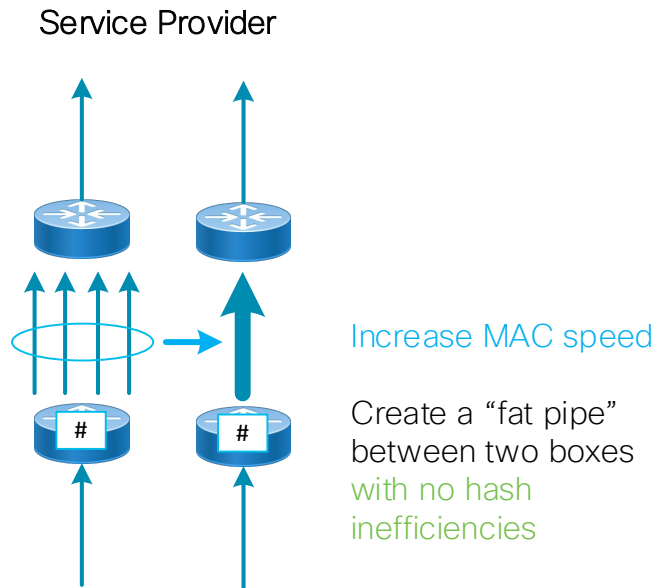 Service Provider
Increase MAC speed
Create a “fat pipe”
# #
between two boxes
with no hash
inefficiencies